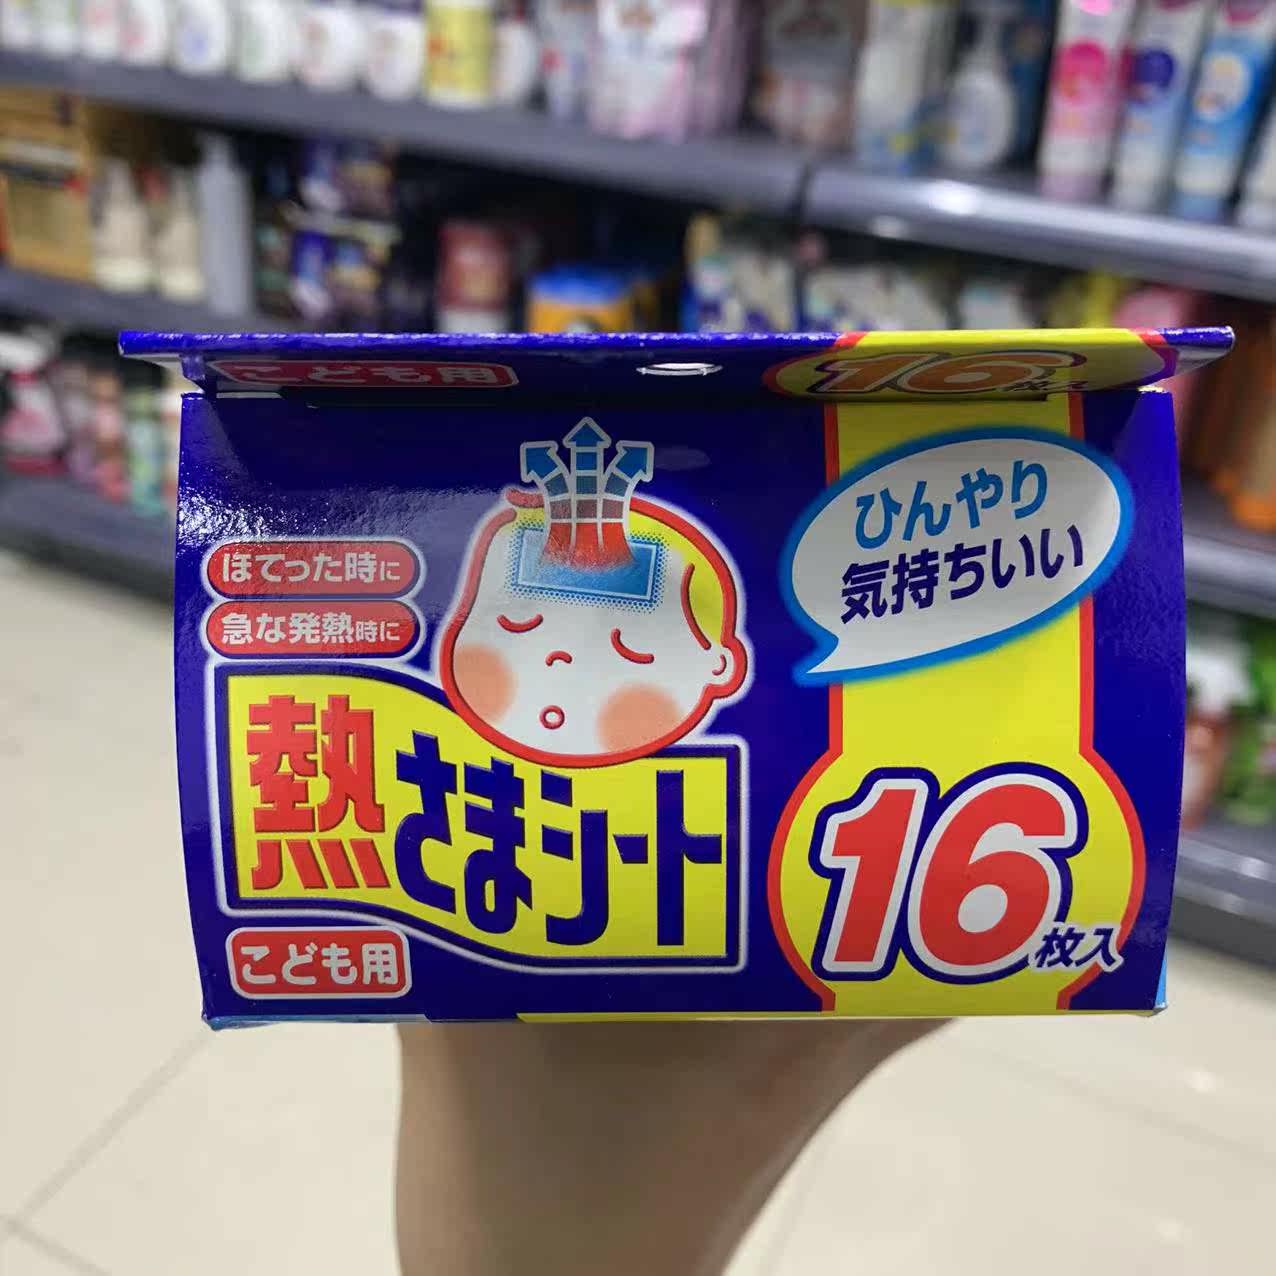 こども用
16枚入
ひんやり
気持ちいい
ほてった時に
急な発熱時に
熱さまシート
こども用
16枚入